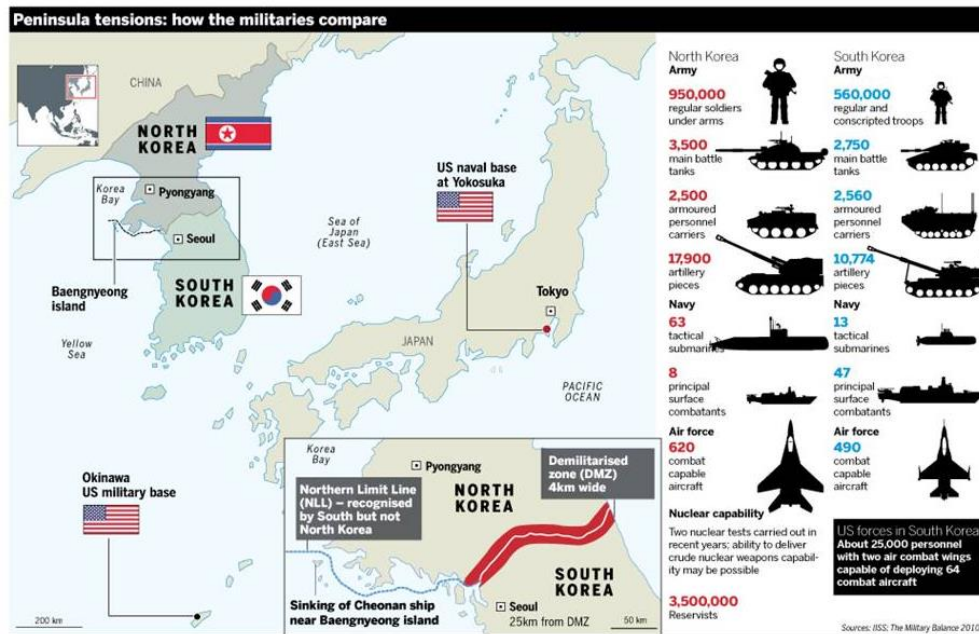 Peninsula tensions: how the militaries compare
CHINA
NORTH
KOREA
Korea
Bay
Pyongyang
Seoul
SOUTH
KOREA
Baengnyeong
island
Yellow
Sea
Sea of
Japan
(East Sea)
US naval base
at Yokosuka
Tokyo
JAPAN
PACIFIC
OCEAN
Okinawa
US military base
200 km
Korea
Bay
Pyongyang
Northern Limit Line
(NLL) – recognised
by South but not
North Korea
NORTH
KOREA
Demilitarised
zone (DMZ)
4km wide
Sinking of Cheonan ship
near Baengnyeong island
SOUTH
KOREA
Seoul
25km from DMZ
50 km
North Korea
Army
950,000
regular soldiers
under arms
3,500
main battle
tanks
2,500
armoured
personnel
carriers
17,900
artillery
pieces
Navy
63
tactical
submarines
8
principal
surface
combatants
Air force
620
combat
capable
aircraft
Nuclear capability
Two nuclear tests carried out in
recent years; ability to deliver
crude nuclear weapons capabil-
ity may be possible
3,500,000
Reservists
South Korea
Army
560,000
regular and
conscripted troops
2,750
main battle
tanks
2,560
armoured
personnel
carriers
10,774
artillery
pieces
Navy
13
tactical
submarines
47
principal
surface
combatants
Air force
490
combat
capable
aircraft
US forces in South Korea
About 25,000 personnel
with two air combat wings
capable of deploying 64
combat aircraft
Sources: IISS; The Military Balance 2010